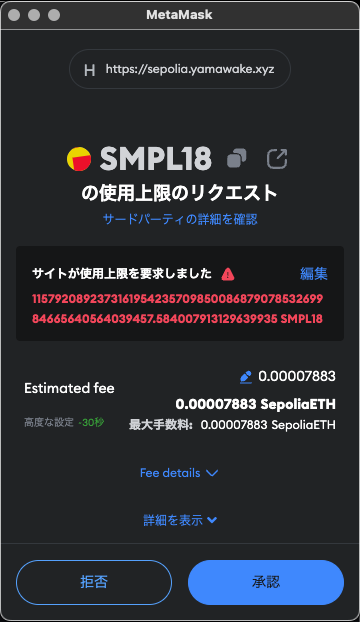 MetaMask
H https://sepolia.yamawake.xyz
SMPL18
の使用上限のリクエスト
サードパーティの詳細を確認
サイトが使用上限を要求しました 編集
1157920892373161954235709850086879078532699
84665640564039457.584007913129639935 SMPL18
Estimated fee 0.00007883
0.00007883 SepoliaETH
高度な設定 -30秒 最大手数料: 0.00007883 SepoliaETH
Fee details
詳細を表示
拒否 承認